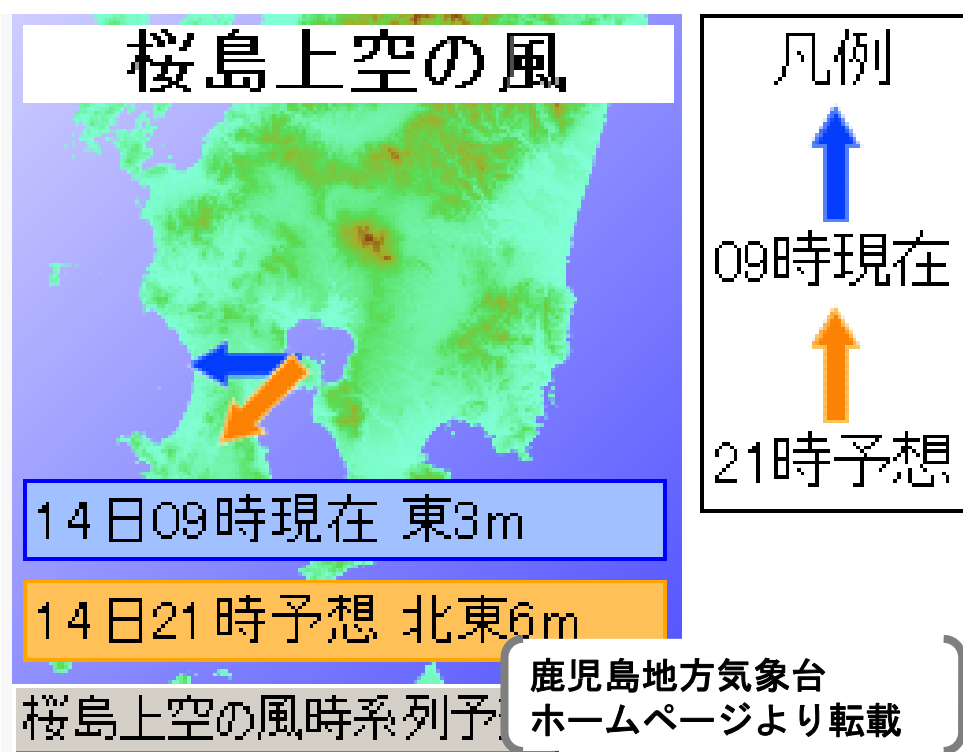 桜島上空の風
14日09時現在 東3m
14日21時予想 北東6m
桜島上空の風時系列予
凡例
09時現在
21時予想
鹿児島地方気象台
ホームページより転載